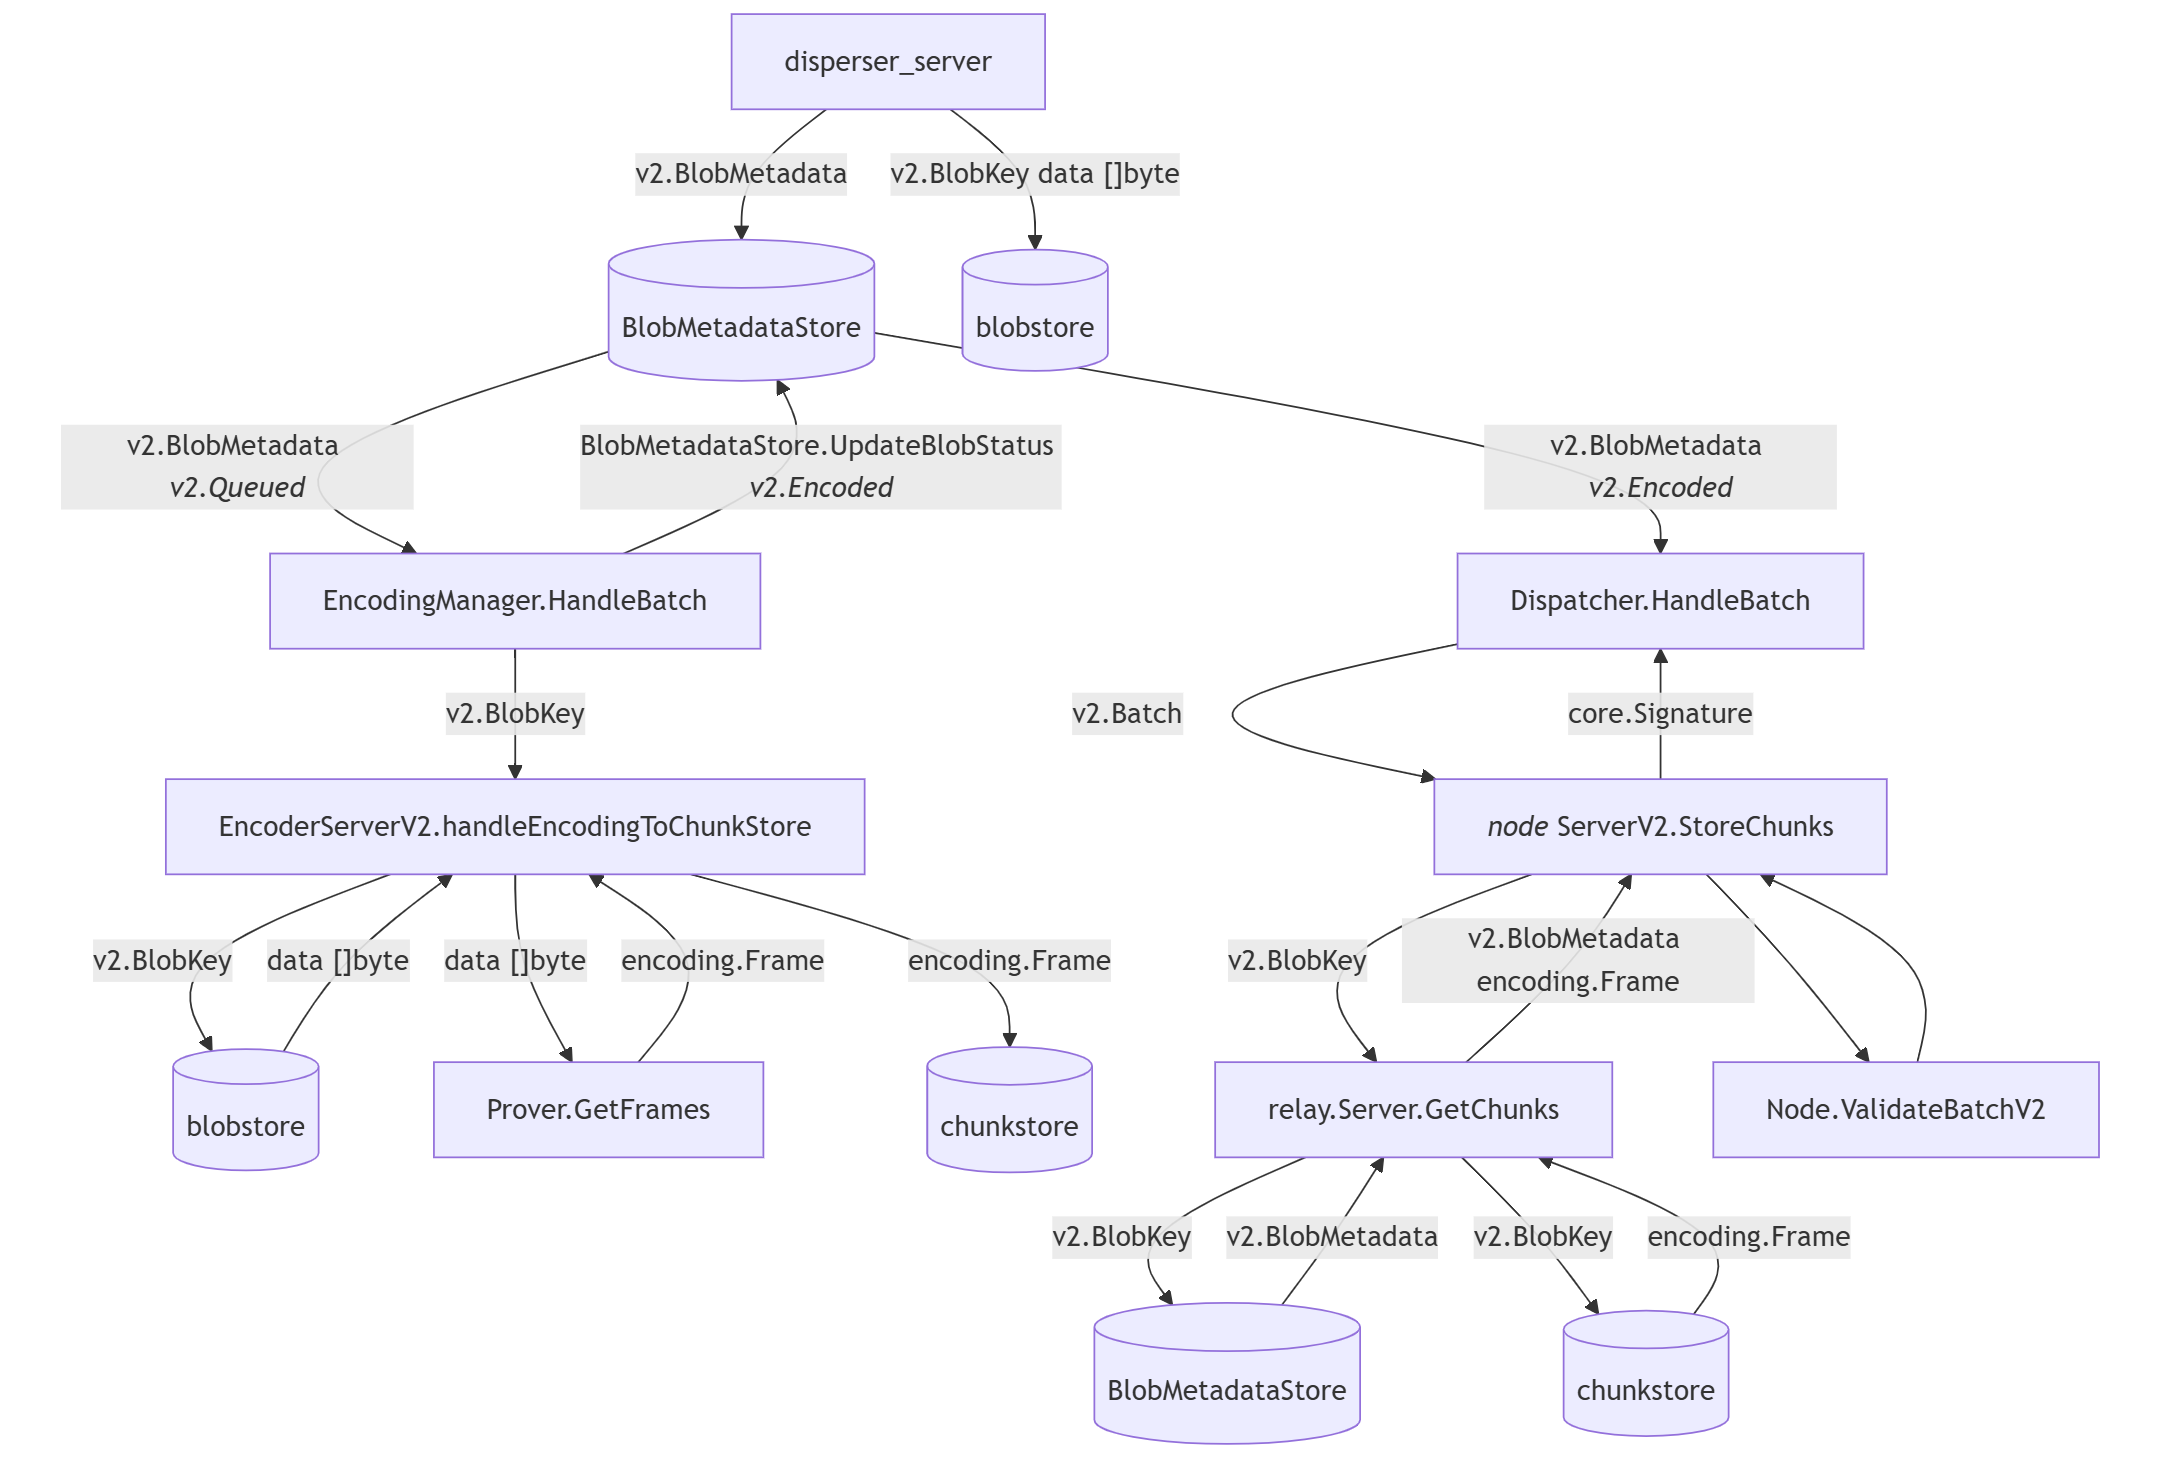 disperser_server
v2.BlobMetadata
v2.BlobKey data []byte
BlobMetadataStore
blobstore
v2.BlobMetadata
v2.Queued
BlobMetadataStore.UpdateBlobStatus
v2.Encoded
v2.BlobMetadata
v2.Encoded
EncodingManager.HandleBatch
Dispatcher.HandleBatch
v2.BlobKey
v2.Batch
core.Signature
EncoderServerV2.handleEncodingToChunkStore
node ServerV2.StoreChunks
v2.BlobKey
data []byte
data []byte
encoding.Frame
encoding.Frame
v2.BlobKey
v2.BlobMetadata
encoding.Frame
blobstore
Prover.GetFrames
chunkstore
relay.Server.GetChunks
Node.ValidateBatchV2
v2.BlobKey
v2.BlobMetadata
v2.BlobKey
encoding.Frame
BlobMetadataStore
chunkstore